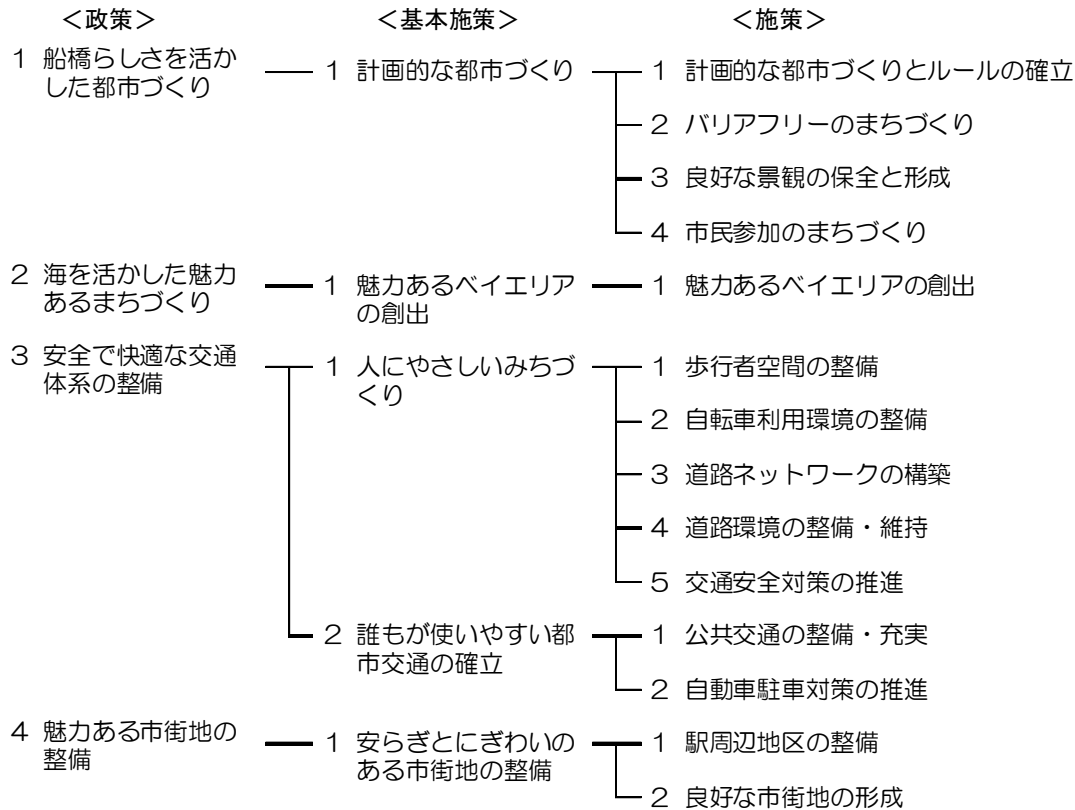 ＜政策＞ ＜基本施策＞ ＜施策＞
１ 船橋らしさを活か
した都市づくり
１ 計画的な都市づくり
１ 計画的な都市づくりとルールの確立
２ バリアフリーのまちづくり
３ 良好な景観の保全と形成
４ 市民参加のまちづくり
２ 海を活かした魅力
あるまちづくり
１ 魅力あるベイエリア
の創出
１ 魅力あるベイエリアの創出
３ 安全で快適な交通
体系の整備
１ 人にやさしいみちづ
くり
１ 歩行者空間の整備
２ 自転車利用環境の整備
３ 道路ネットワークの構築
４ 道路環境の整備・維持
５ 交通安全対策の推進
２ 誰もが使いやすい都
市交通の確立
１ 公共交通の整備・充実
２ 自動車駐車対策の推進
４ 魅力ある市街地の
整備
１ 安らぎとにぎわいの
ある市街地の整備
１ 駅周辺地区の整備
２ 良好な市街地の形成